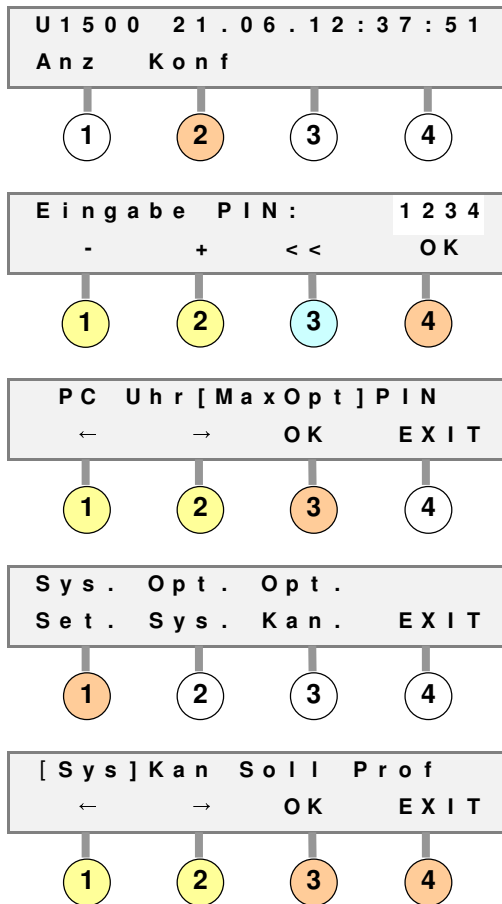 U1500 21.06.12:37:51
Anz Konf
1 2 3 4
Eingabe PIN: 1234
- + << OK
1 2 3 4
PC Uhr[MaxOpt]PIN
← → OK EXIT
1 2 3 4
Sys. Opt. Opt.
Set. Sys. Kan. EXIT
1 2 3 4
[Sys]Kan Soll Prof
← → OK EXIT
1 2 3 4